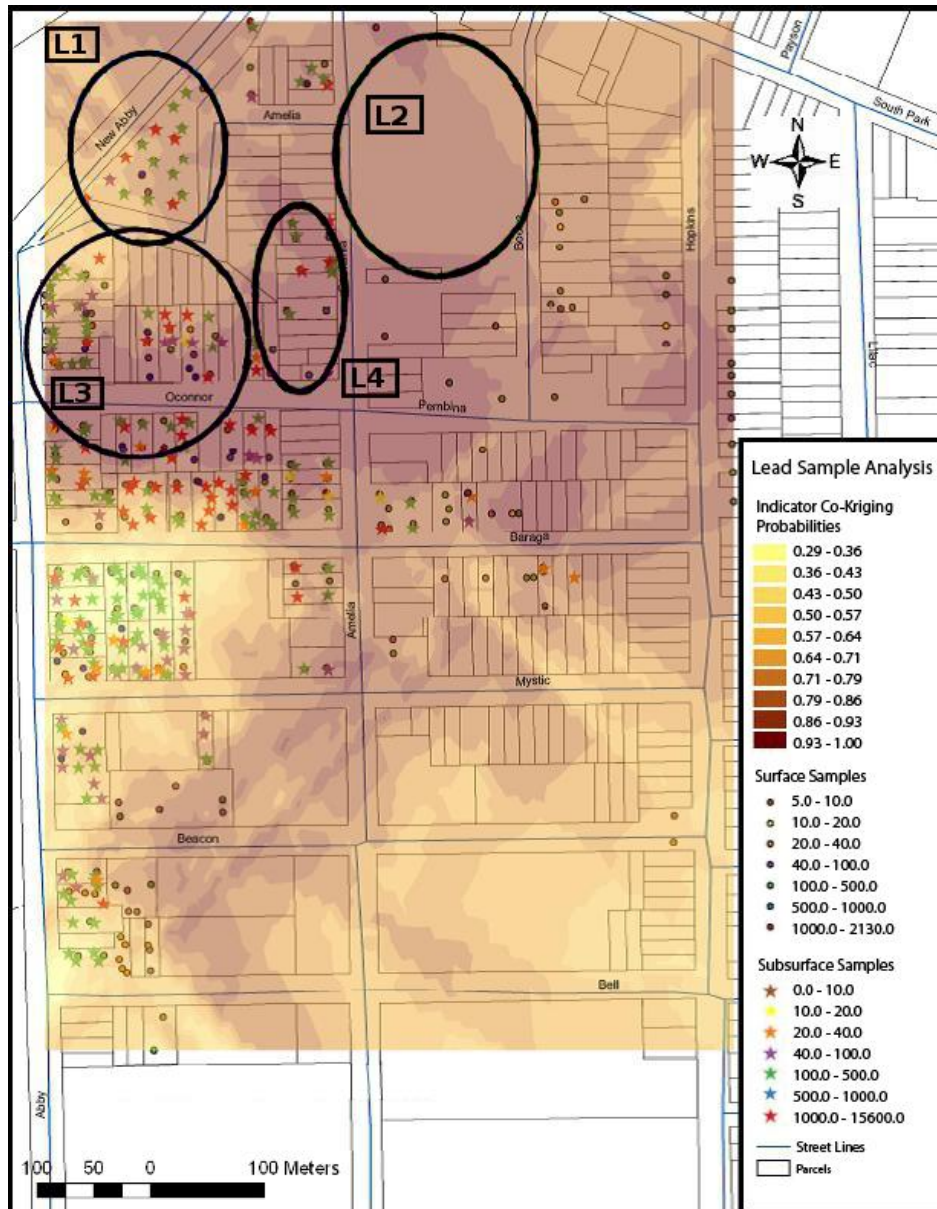 L1
New Abby
Amelia
L2
Payson
South Park
N
W E
S
Hopkins
Lilac
L3
L4
Oconnor
Pembina
Baraga
Amelia
Mystic
Beacon
Bell
Abby
100 50 0 100 Meters
Lead Sample Analysis
Indicator Co-Kriging
Probabilities
0.29 - 0.36
0.36 - 0.43
0.43 - 0.50
0.50 - 0.57
0.57 - 0.64
0.64 - 0.71
0.71 - 0.79
0.79 - 0.86
0.86 - 0.93
0.93 - 1.00
Surface Samples
5.0 - 10.0
10.0 - 20.0
20.0 - 40.0
40.0 - 100.0
100.0 - 500.0
500.0 - 1000.0
1000.0 - 2130.0
Subsurface Samples
0.0 - 10.0
10.0 - 20.0
20.0 - 40.0
40.0 - 100.0
100.0 - 500.0
500.0 - 1000.0
1000.0 - 15600.0
Street Lines
Parcels